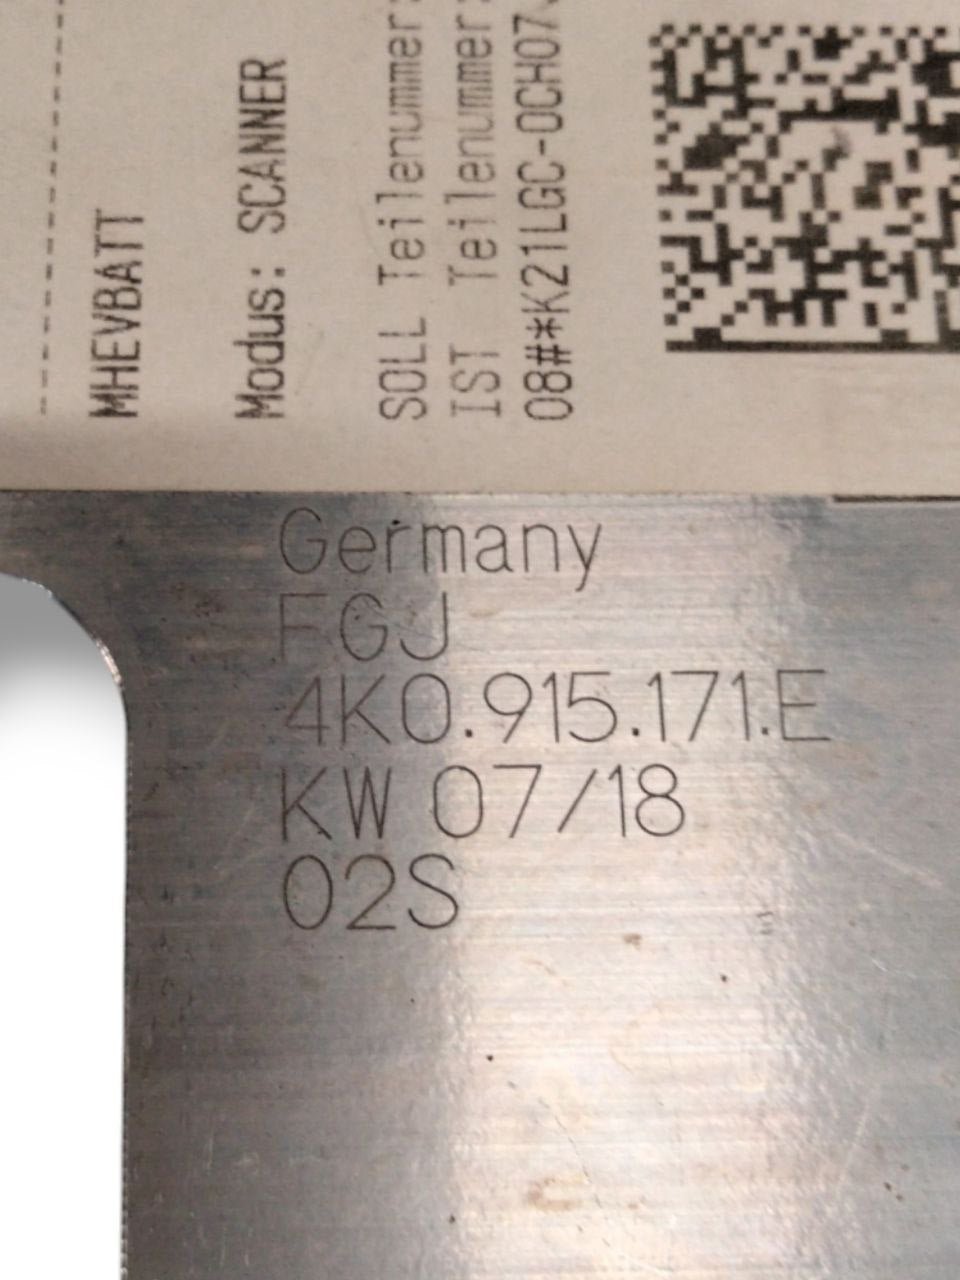 MHEVBATT
Modus: SCANNER
SOLL Teilenummer:
IST Teilenummer:
08#*K21LGC-0CH07
Germany
FGJ
4K0.915.171.E
KW 07/18
02S